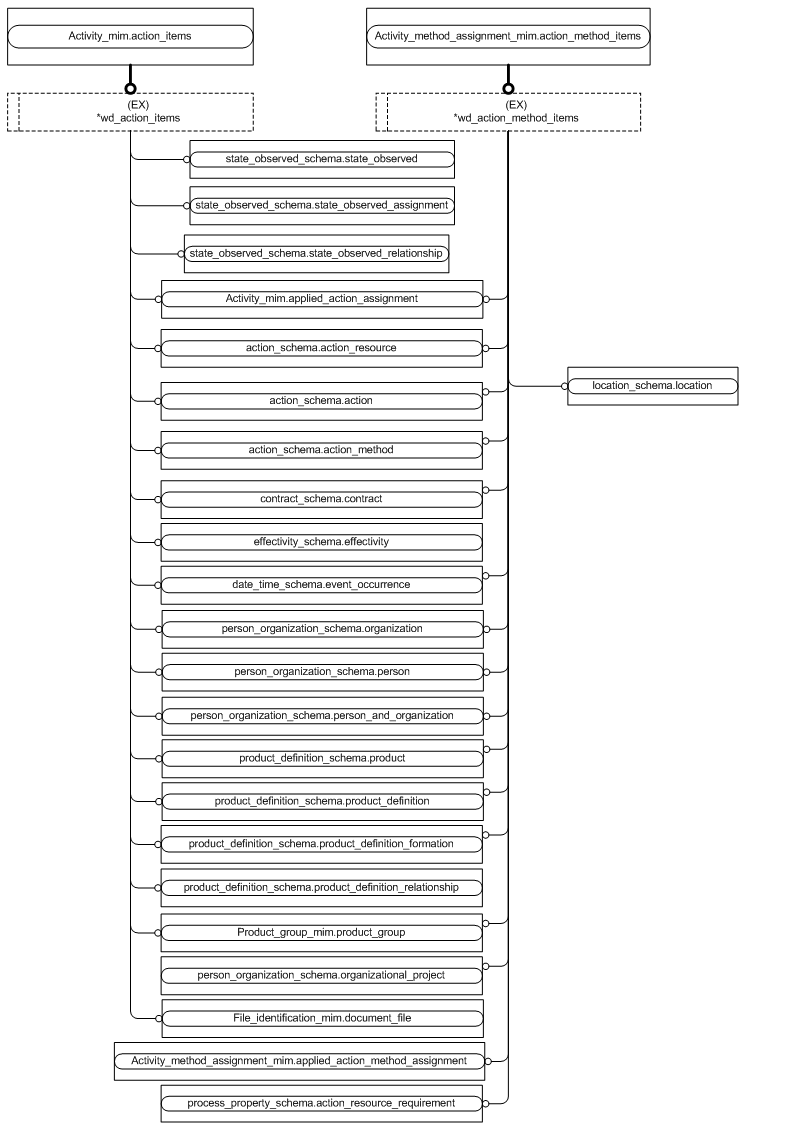 Activity_mim.action_items
Activity_method_assignment_mim.action_method_items
(EX)
*wd_action_items
(EX)
*wd_action_method_items
state_observed_schema.state_observed
state_observed_schema.state_observed_assignment
state_observed_schema.state_observed_relationship
Activity_mim.applied_action_assignment
action_schema.action_resource
location_schema.location
action_schema.action
action_schema.action_method
contract_schema.contract
effectivity_schema.effectivity
date_time_schema.event_occurrence
person_organization_schema.organization
person_organization_schema.person
person_organization_schema.person_and_organization
product_definition_schema.product
product_definition_schema.product_definition
product_definition_schema.product_definition_formation
product_definition_schema.product_definition_relationship
Product_group_mim.product_group
person_organization_schema.organizational_project
File_identification_mim.document_file
Activity_method_assignment_mim.applied_action_method_assignment
process_property_schema.action_resource_requirement